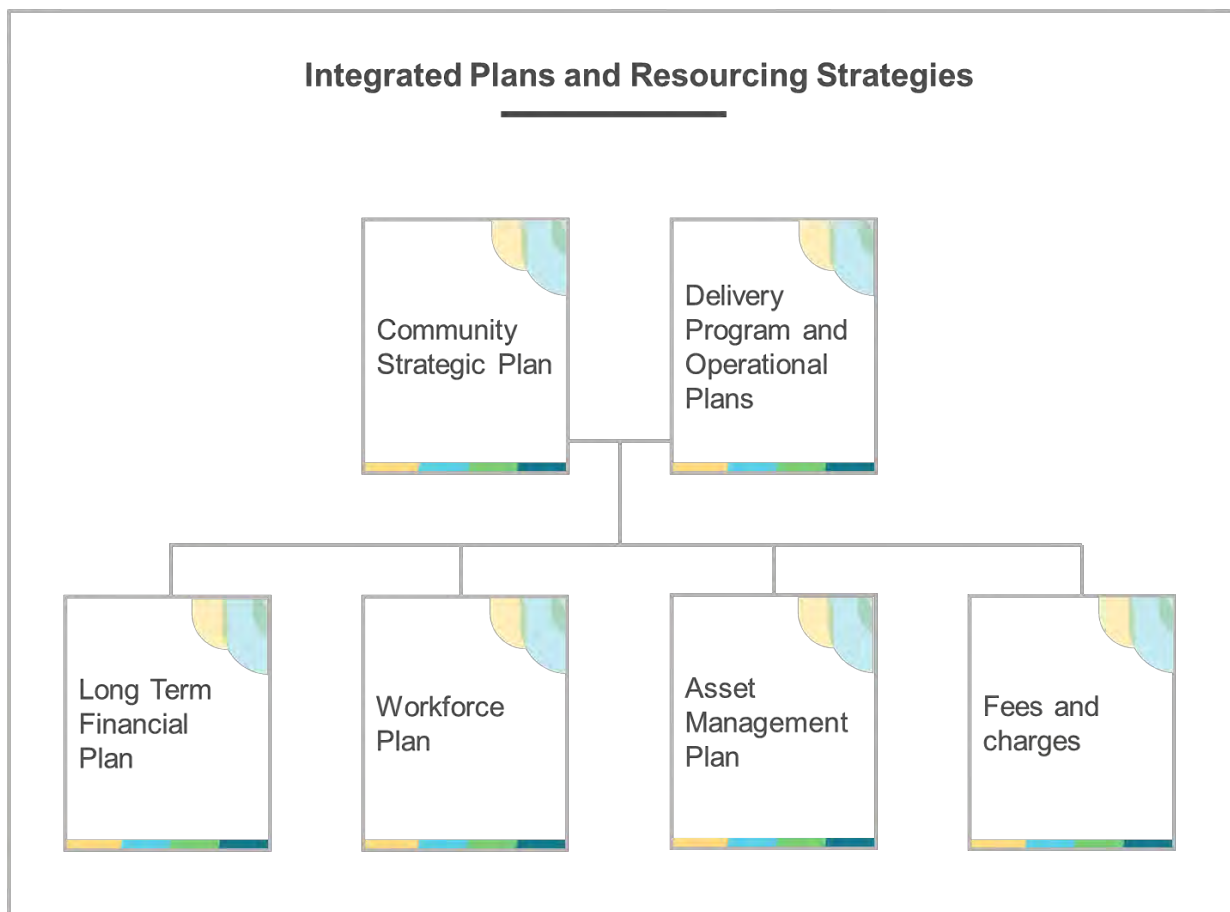 Integrated Plans and Resourcing Strategies
Community
Strategic Plan
Delivery
Program and
Operational
Plans
Long Term
Financial
Plan
Workforce
Plan
Asset
Management
Plan
Fees and
charges